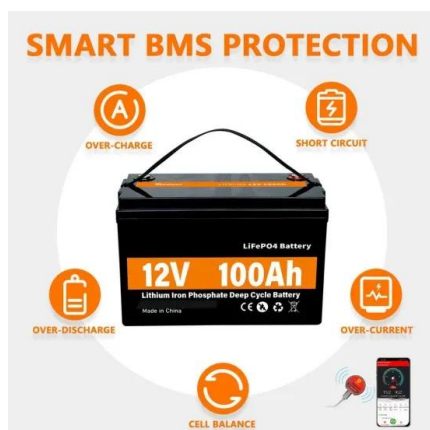 SMART BMS PROTECTION
OVER-CHARGE
SHORT CIRCUIT
LiFePO4 Battery
12V 100Ah
Lithium Iron Phosphate Deep Cycle Battery
Made in China
OVER-DISCHARGE
OVER-CURRENT
CELL BALANCE